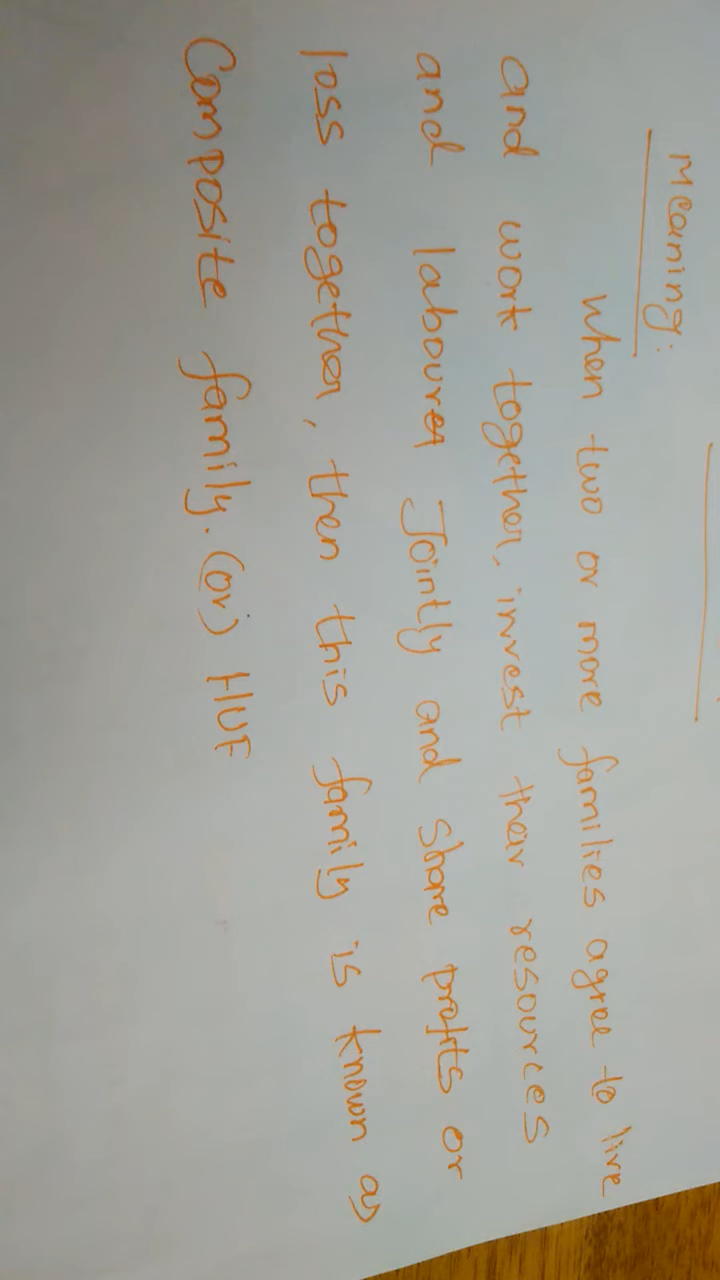 Meaning:
When two or more families agree to live
and work together, invest their resources
and labour Jointly and share profits or
loss together, then this family is known as
Composite family. (or) HUF